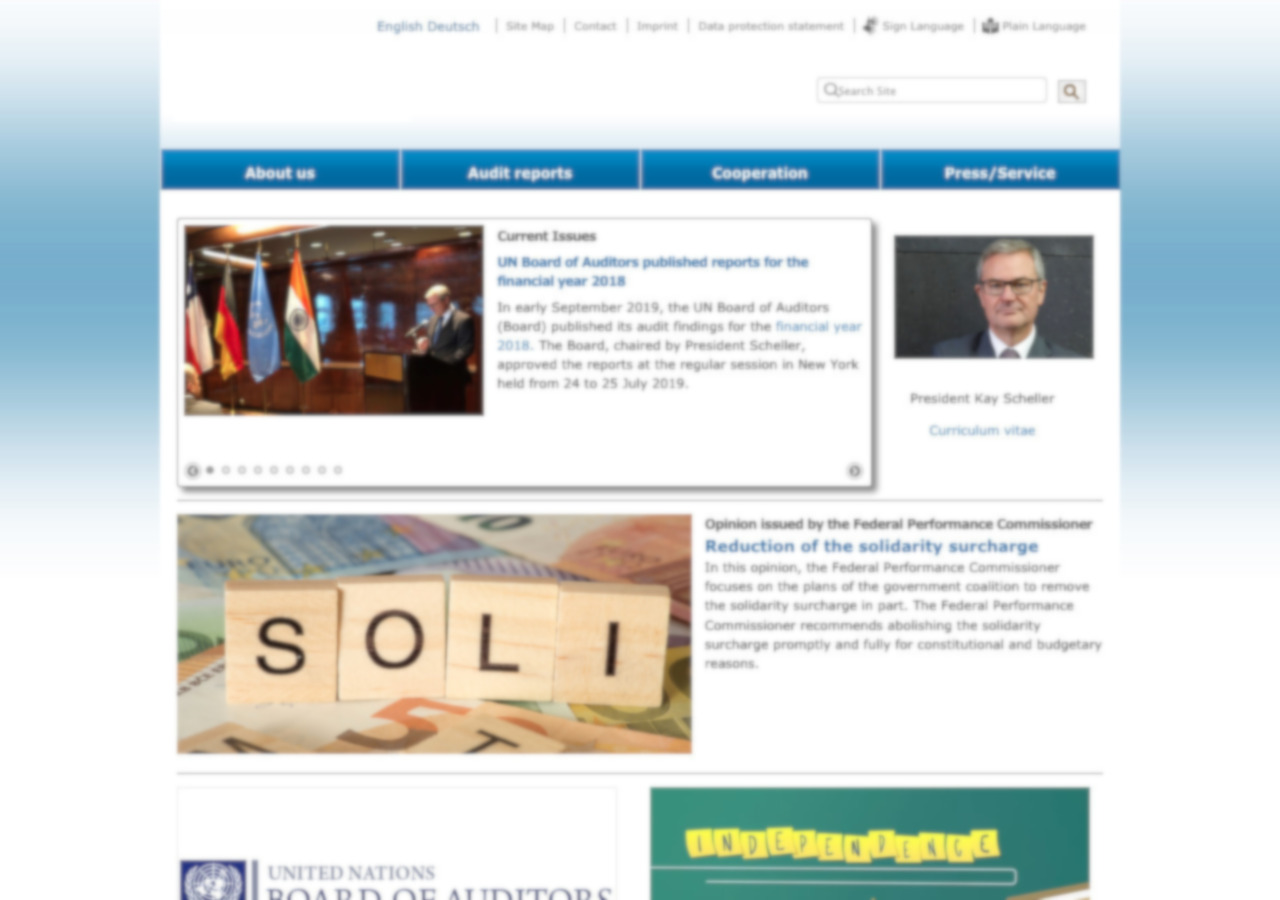 English Deutsch
Site Map
Contact
Imprint
Data protection statement
Sign Language
Plain Language
Search Site
About us
Audit reports
Cooperation
Press/Service
Current Issues
UN Board of Auditors published reports for the
financial year 2018
In early September 2019, the UN Board of Auditors
(Board) published its audit findings for the financial year
2018. The Board, chaired by President Scheller,
approved the reports at the regular session in New York
held from 24 to 25 July 2019.
President Kay Scheller
Curriculum vitae
SOLI
Opinion issued by the Federal Performance Commissioner
Reduction of the solidarity surcharge
In this opinion, the Federal Performance Commissioner
focuses on the plans of the government coalition to remove
the solidarity surcharge in part. The Federal Performance
Commissioner recommends abolishing the solidarity
surcharge promptly and fully for constitutional and budgetary
reasons.
UNITED NATIONS
BOARD OF AUDITORS
INDEPENDENCE